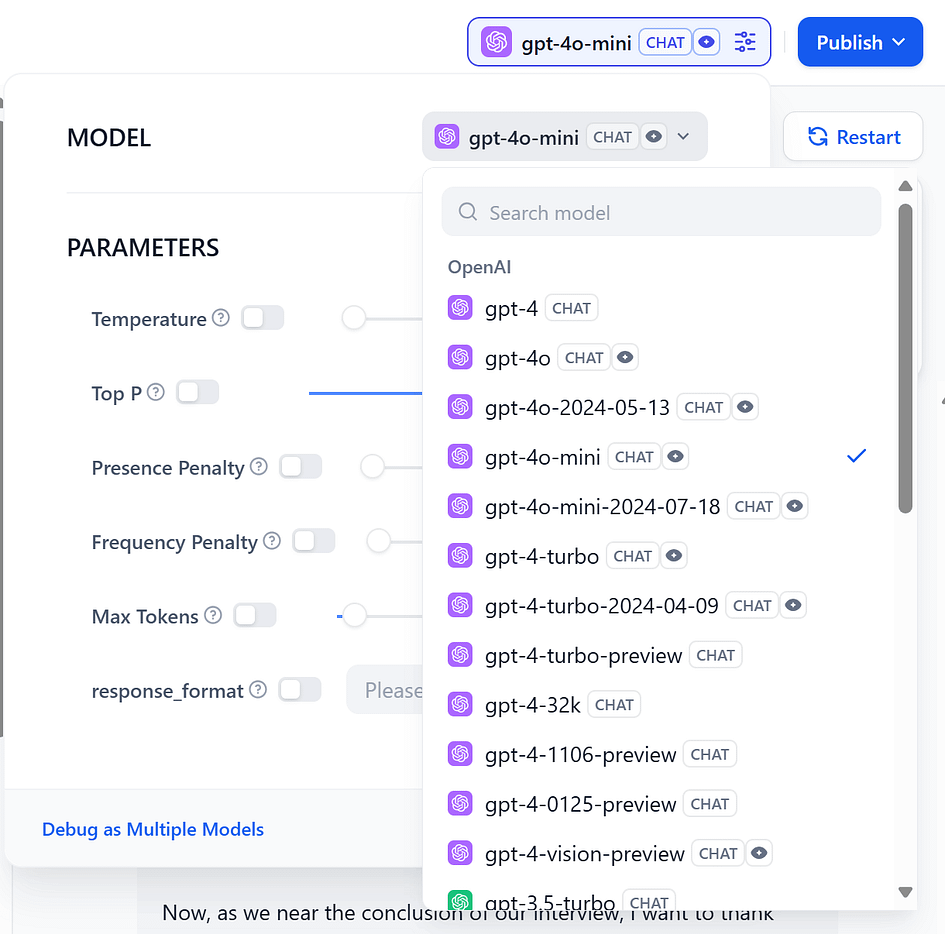 gpt-4o-mini CHAT
Publish
MODEL
gpt-4o-mini CHAT
Restart
Search model
PARAMETERS
OpenAI
Temperature
gpt-4 CHAT
gpt-4o CHAT
Top P
gpt-4o-2024-05-13 CHAT
gpt-4o-mini CHAT
Presence Penalty
gpt-4o-mini-2024-07-18 CHAT
Frequency Penalty
gpt-4-turbo CHAT
gpt-4-turbo-2024-04-09 CHAT
Max Tokens
gpt-4-turbo-preview CHAT
response_format
Please
gpt-4-32k CHAT
gpt-4-1106-preview CHAT
gpt-4-0125-preview CHAT
Debug as Multiple Models
gpt-4-vision-preview CHAT
gpt-3.5-turbo CHAT
Now, as we near the conclusion of our interview, I want to thank